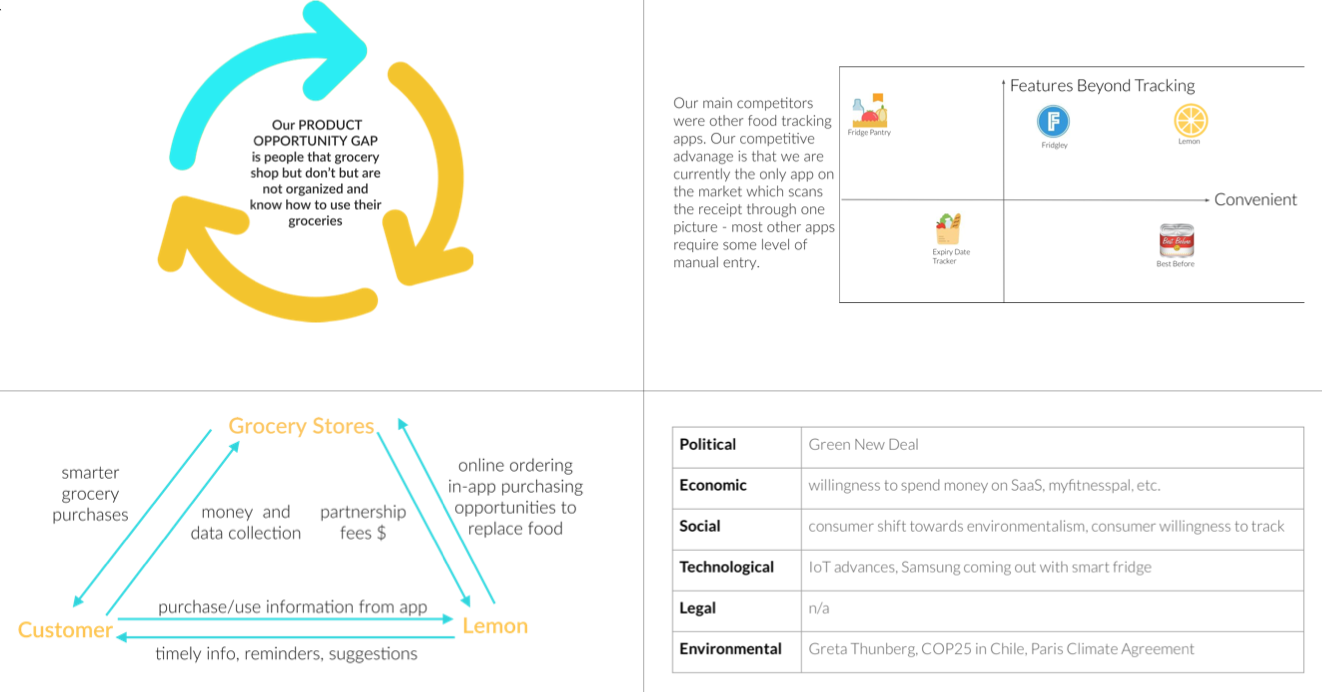 Our PRODUCT
OPPORTUNITY GAP
is people that grocery
shop but don't but are
not organized and
know how to use their
groceries
Our main competitors
were other food tracking
apps. Our competitive
advanage is that we are
currently the only app on
the market which scans
the receipt through one
picture - most other apps
require some level of
manual entry.
Features Beyond Tracking
Fridge Pantry
F
Fridgley
Lemon
Convenient
Expiry Date
Tracker
Best Before
Best Before
Grocery Stores
smarter
grocery
purchases
money and
data collection
partnership
fees $
online ordering
in-app purchasing
opportunities to
replace food
purchase/use information from app
Customer
Lemon
timely info, reminders, suggestions
Political Green New Deal
Economic willingness to spend money on SaaS, myfitnesspal, etc.
Social consumer shift towards environmentalism, consumer willingness to track
Technological IoT advances, Samsung coming out with smart fridge
Legal n/a
Environmental Greta Thunberg, COP25 in Chile, Paris Climate Agreement